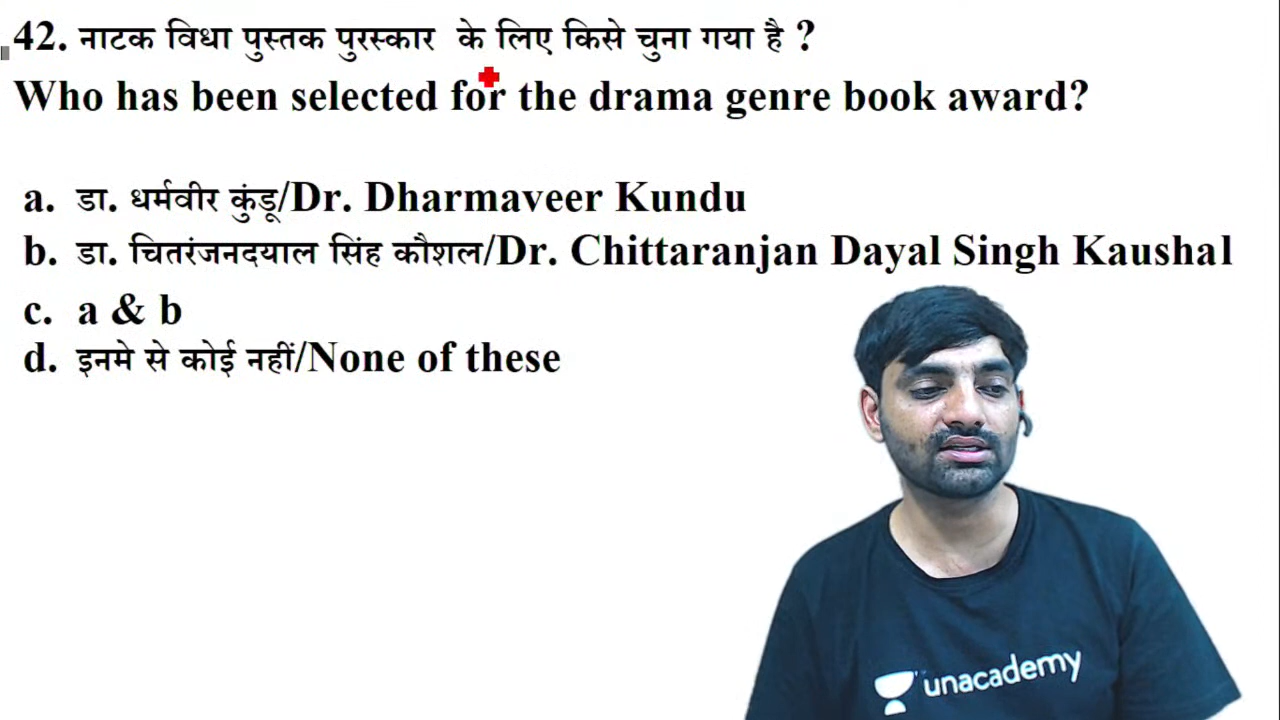 42. नाटक विधा पुस्तक पुरस्कार के लिए किसे चुना गया है ?
Who has been selected for the drama genre book award?
a. डा. धर्मवीर कुंडू/Dr. Dharmaveer Kundu
b. डा. चितरंजनदयाल सिंह कौशल/Dr. Chittaranjan Dayal Singh Kaushal
c. a & b
d. इनमे से कोई नहीं/None of these
unacademy